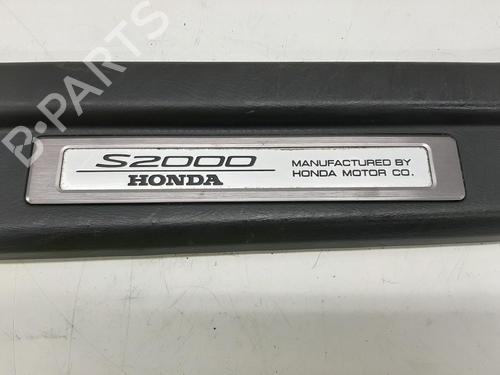 B-PARTS
S2000
HONDA
MANUFACTURED BY
HONDA MOTOR CO.